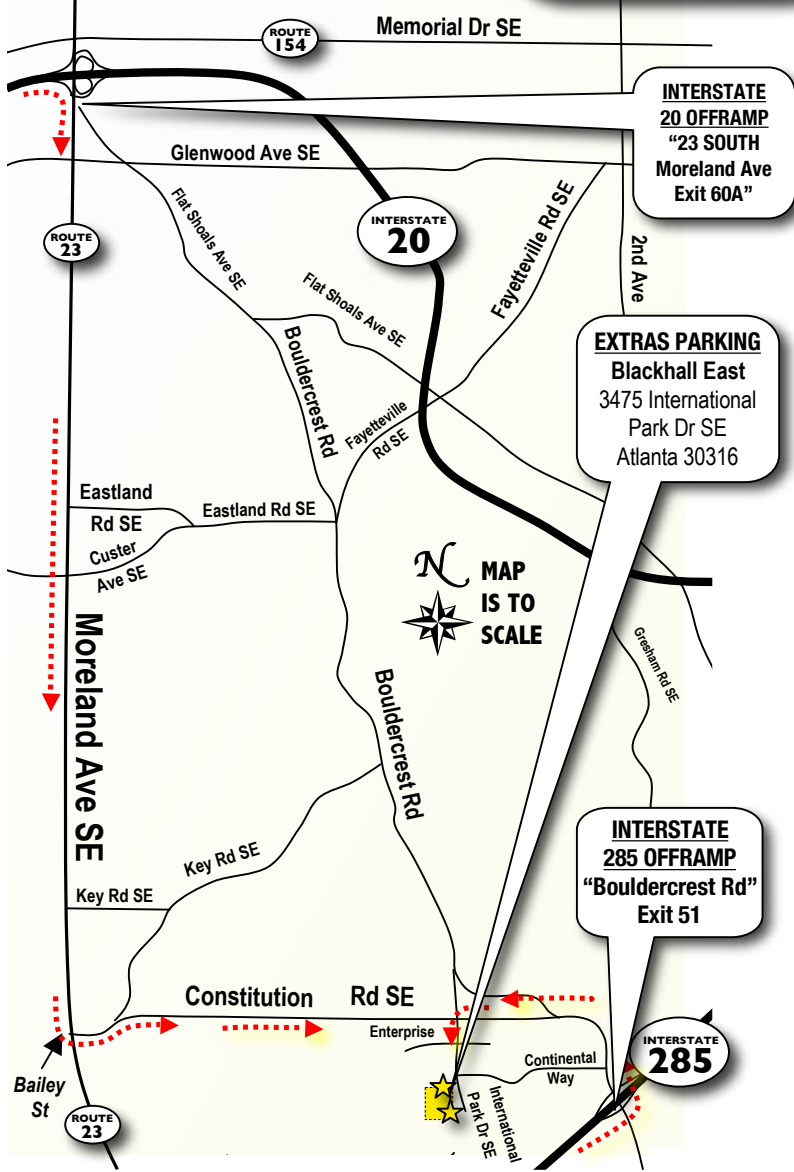 Memorial Dr SE
ROUTE
154
INTERSTATE
20 OFFRAMP
“23 SOUTH
Moreland Ave
Exit 60A”
Glenwood Ave SE
Flat Shoals Ave SE
ROUTE
23
INTERSTATE
20
Fayetteville Rd SE
2nd Ave
Flat Shoals Ave SE
Bouldercrest Rd
EXTRAS PARKING
Blackhall East
3475 International
Park Dr SE
Atlanta 30316
Fayetteville
Rd SE
Eastland
Rd SE
Eastland Rd SE
Custer
Ave SE
N
MAP
IS TO
SCALE
Moreland Ave SE
Gresham Rd SE
Bouldercrest Rd
INTERSTATE
285 OFFRAMP
“Bouldercrest Rd”
Exit 51
Key Rd SE
Key Rd SE
Constitution Rd SE
Enterprise
Continental
Way
INTERSTATE
285
Bailey
St
International
Park Dr SE
ROUTE
23